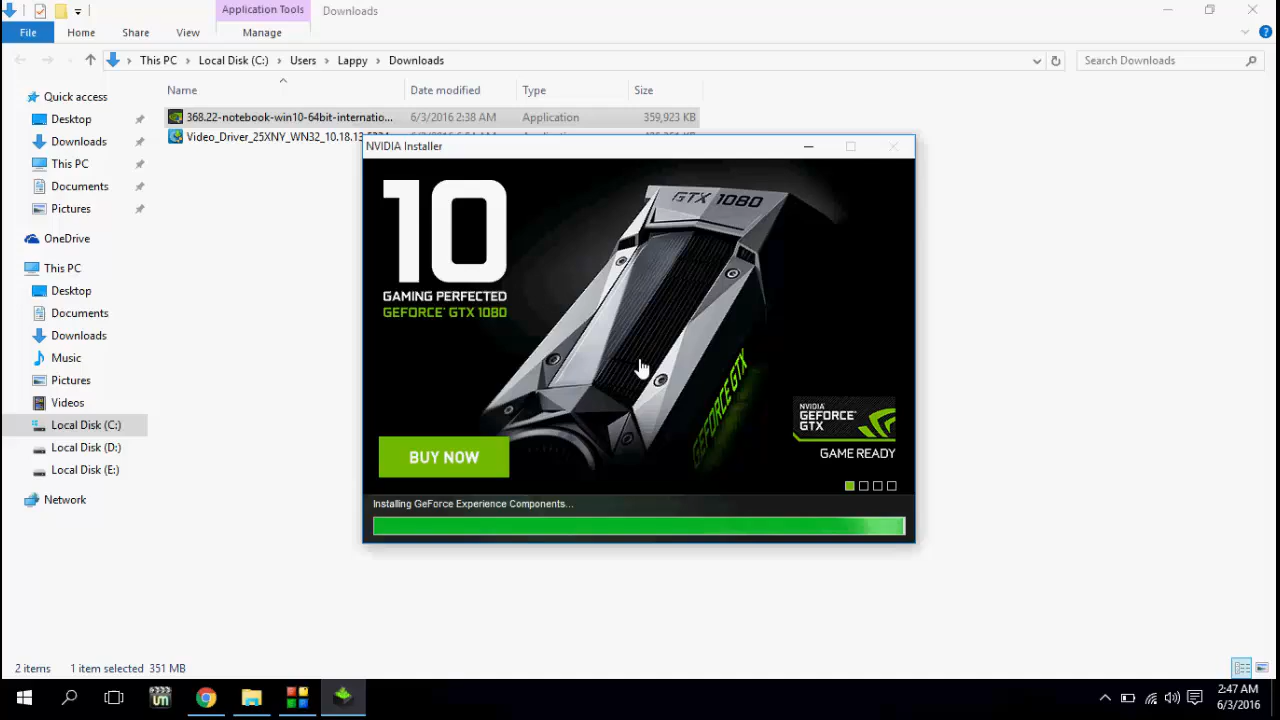 Application Tools
Downloads
File
Home
Share
View
Manage
This PC
Local Disk (C:)
Users
Lappy
Downloads
Search Downloads
Name
Date modified
Type
Size
368.22-notebook-win10-64bit-internatio...
6/3/2016 2:38 AM
Application
359,923 KB
Video_Driver_25XNY_WN32_10.18.13
Quick access
Desktop
Downloads
This PC
Documents
Pictures
OneDrive
This PC
Desktop
Documents
Downloads
Music
Pictures
Videos
Local Disk (C:)
Local Disk (D:)
Local Disk (E:)
Network
NVIDIA Installer
10
GAMING PERFECTED
GEFORCE® GTX 1080
GTX 1080
GEFORCE GTX
BUY NOW
NVIDIA
GEFORCE
GTX
GAME READY
Installing GeForce Experience Components...
2 items
1 item selected 351 MB
2:47 AM
6/3/2016